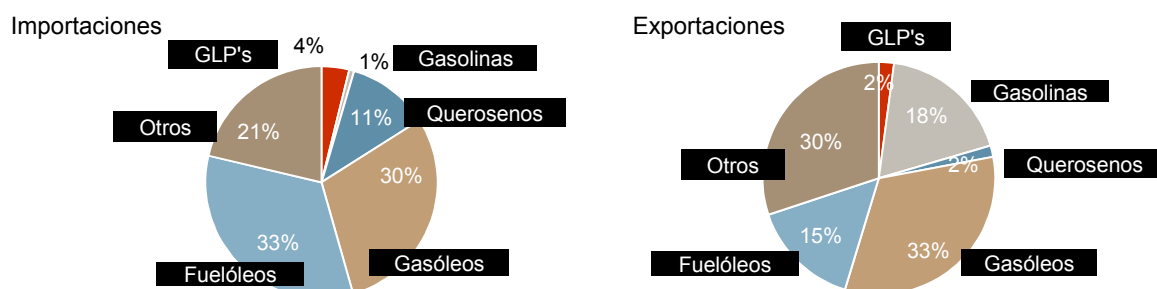 Importaciones
GLP's
4%
1%
Gasolinas
11%
Querosenos
Otros
21%
30%
33%
Fuelóleos
Gasóleos
Exportaciones
GLP's
2%
Gasolinas
18%
30%
Otros
2%
Querosenos
15%
Fuelóleos
33%
Gasóleos